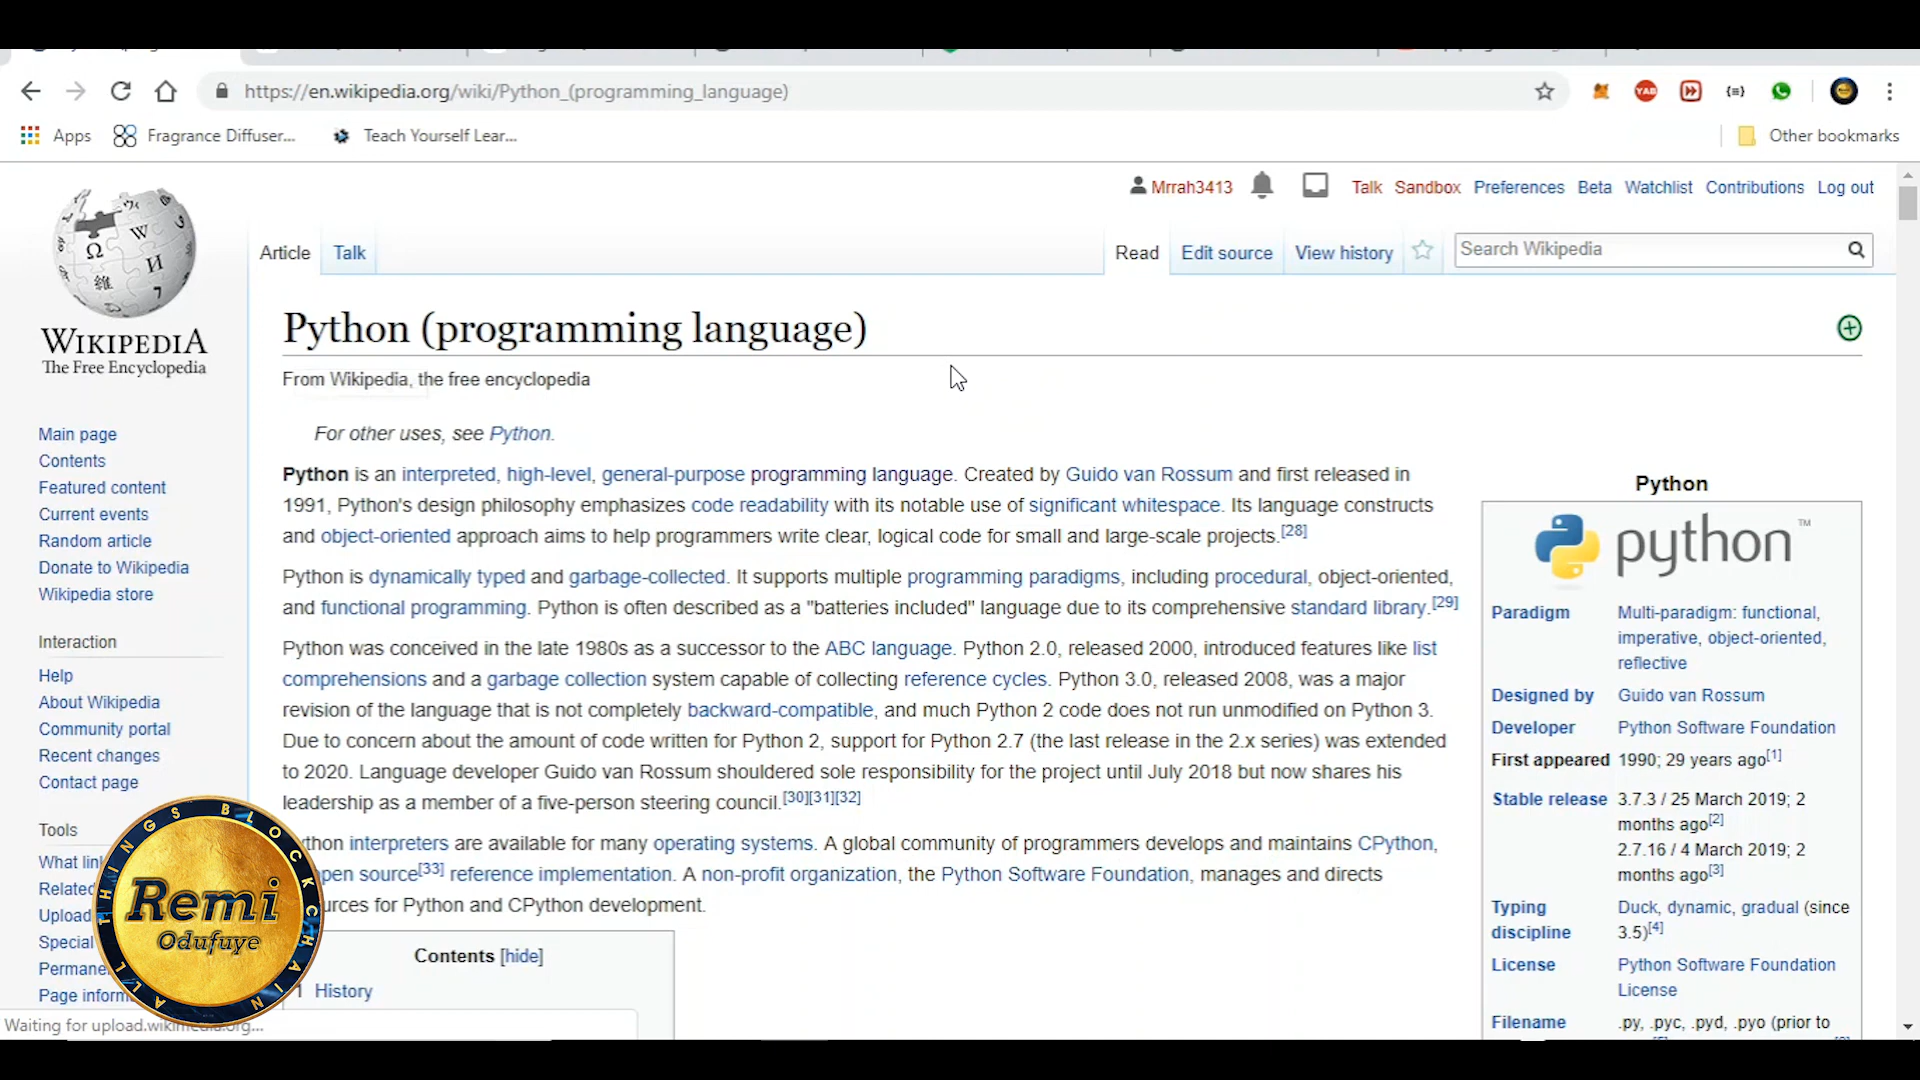 https://en.wikipedia.org/wiki/Python_(programming_language)
YAB
Apps Fragrance Diffuser... Teach Yourself Lear... Other bookmarks
Mrrah3413 Talk Sandbox Preferences Beta Watchlist Contributions Log out
Article Talk Read Edit source View history Search Wikipedia
WIKIPEDIA
The Free Encyclopedia
Main page
Contents
Featured content
Current events
Random article
Donate to Wikipedia
Wikipedia store
Interaction
Help
About Wikipedia
Community portal
Recent changes
Contact page
Tools
What lin
Related
Upload
Special
Permane
Page inform
Python (programming language)
From Wikipedia, the free encyclopedia
For other uses, see Python.
Python is an interpreted, high-level, general-purpose programming language. Created by Guido van Rossum and first released in
1991, Python's design philosophy emphasizes code readability with its notable use of significant whitespace. Its language constructs
and object-oriented approach aims to help programmers write clear, logical code for small and large-scale projects.[28]
Python is dynamically typed and garbage-collected. It supports multiple programming paradigms, including procedural, object-oriented,
and functional programming. Python is often described as a "batteries included" language due to its comprehensive standard library.[29]
Python was conceived in the late 1980s as a successor to the ABC language. Python 2.0, released 2000, introduced features like list
comprehensions and a garbage collection system capable of collecting reference cycles. Python 3.0, released 2008, was a major
revision of the language that is not completely backward-compatible, and much Python 2 code does not run unmodified on Python 3.
Due to concern about the amount of code written for Python 2, support for Python 2.7 (the last release in the 2.x series) was extended
to 2020. Language developer Guido van Rossum shouldered sole responsibility for the project until July 2018 but now shares his
leadership as a member of a five-person steering council.[30][31][32]
thon interpreters are available for many operating systems. A global community of programmers develops and maintains CPython,
pen source[33] reference implementation. A non-profit organization, the Python Software Foundation, manages and directs
urces for Python and CPython development.
Contents [hide]
1 History
Python
python™
Paradigm Multi-paradigm: functional,
imperative, object-oriented,
reflective
Designed by Guido van Rossum
Developer Python Software Foundation
First appeared 1990; 29 years ago[1]
Stable release 3.7.3 / 25 March 2019; 2
months ago[2]
2.7.16 / 4 March 2019; 2
months ago[3]
Typing Duck, dynamic, gradual (since
discipline 3.5)[4]
License Python Software Foundation
License
Filename .py, .pyc, .pyd, .pyo (prior to
ALL THINGS BLOCKCHAIN
Remi
Odufuye
Waiting for upload.wikimedia.org...